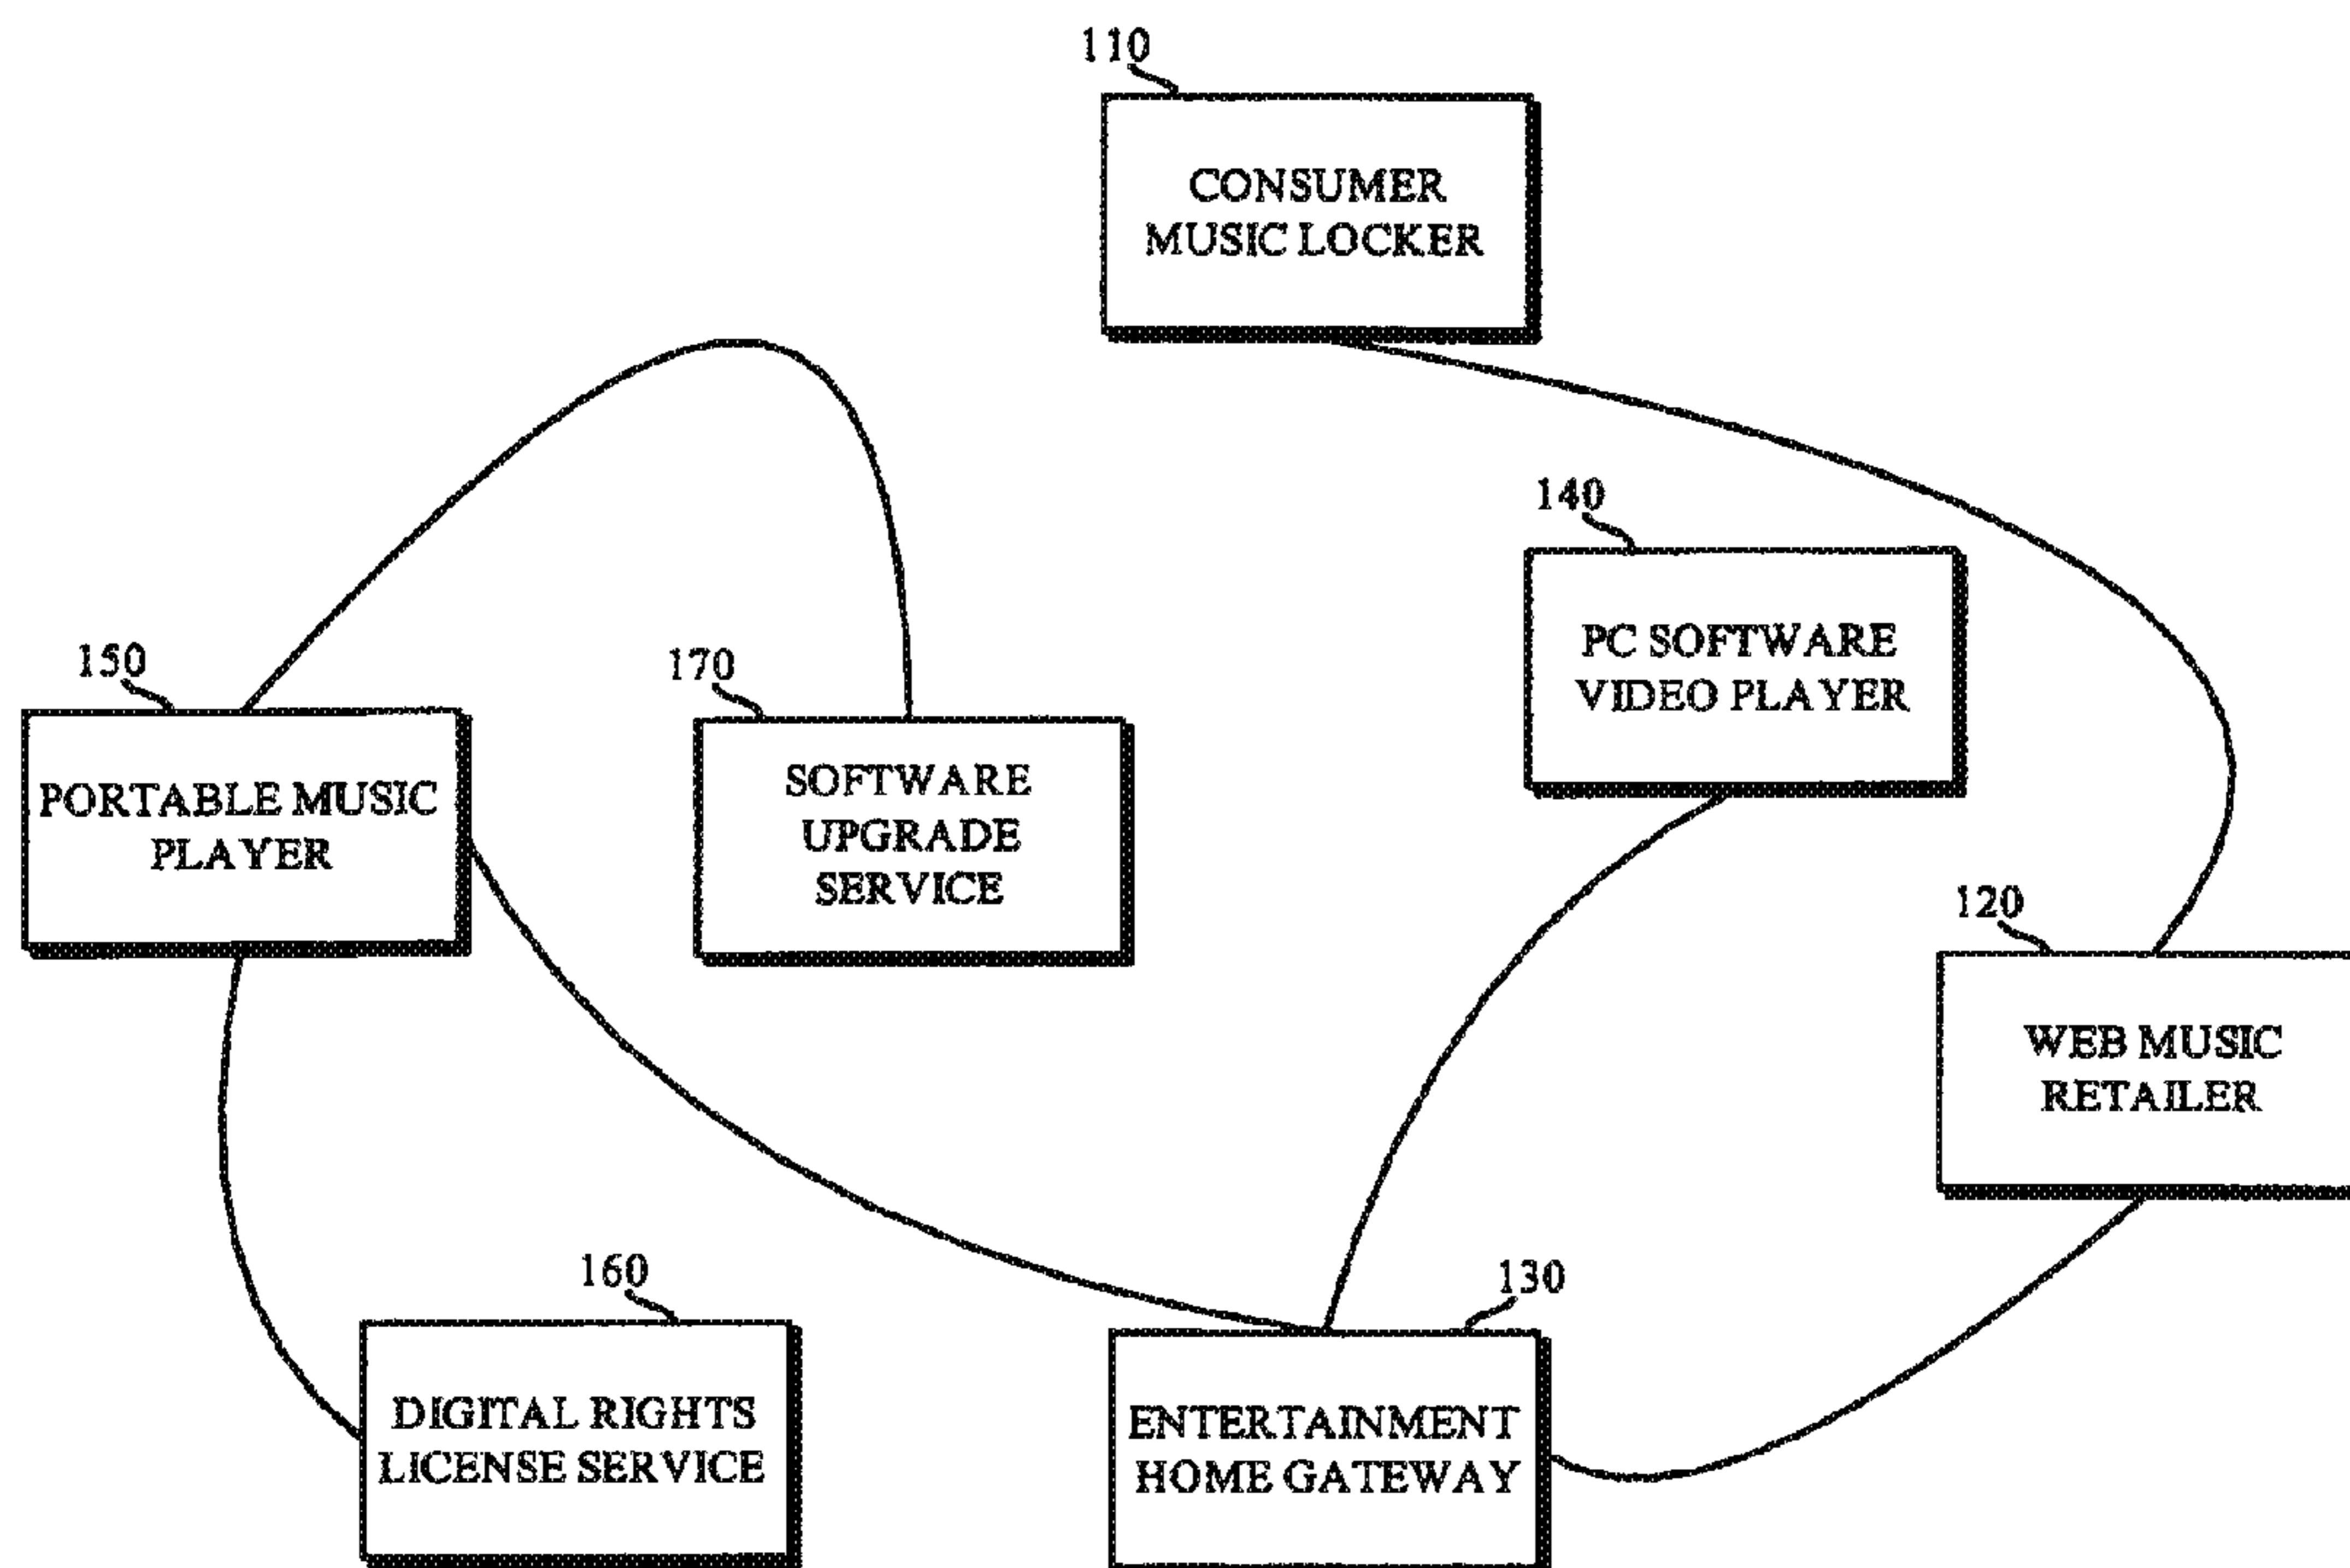 110
CONSUMER
MUSIC LOCKER
140
PC SOFTWARE
VIDEO PLAYER
150
PORTABLE MUSIC
PLAYER
170
SOFTWARE
UPGRADE
SERVICE
120
WEB MUSIC
RETAILER
160
DIGITAL RIGHTS
LICENSE SERVICE
130
ENTERTAINMENT
HOME GATEWAY